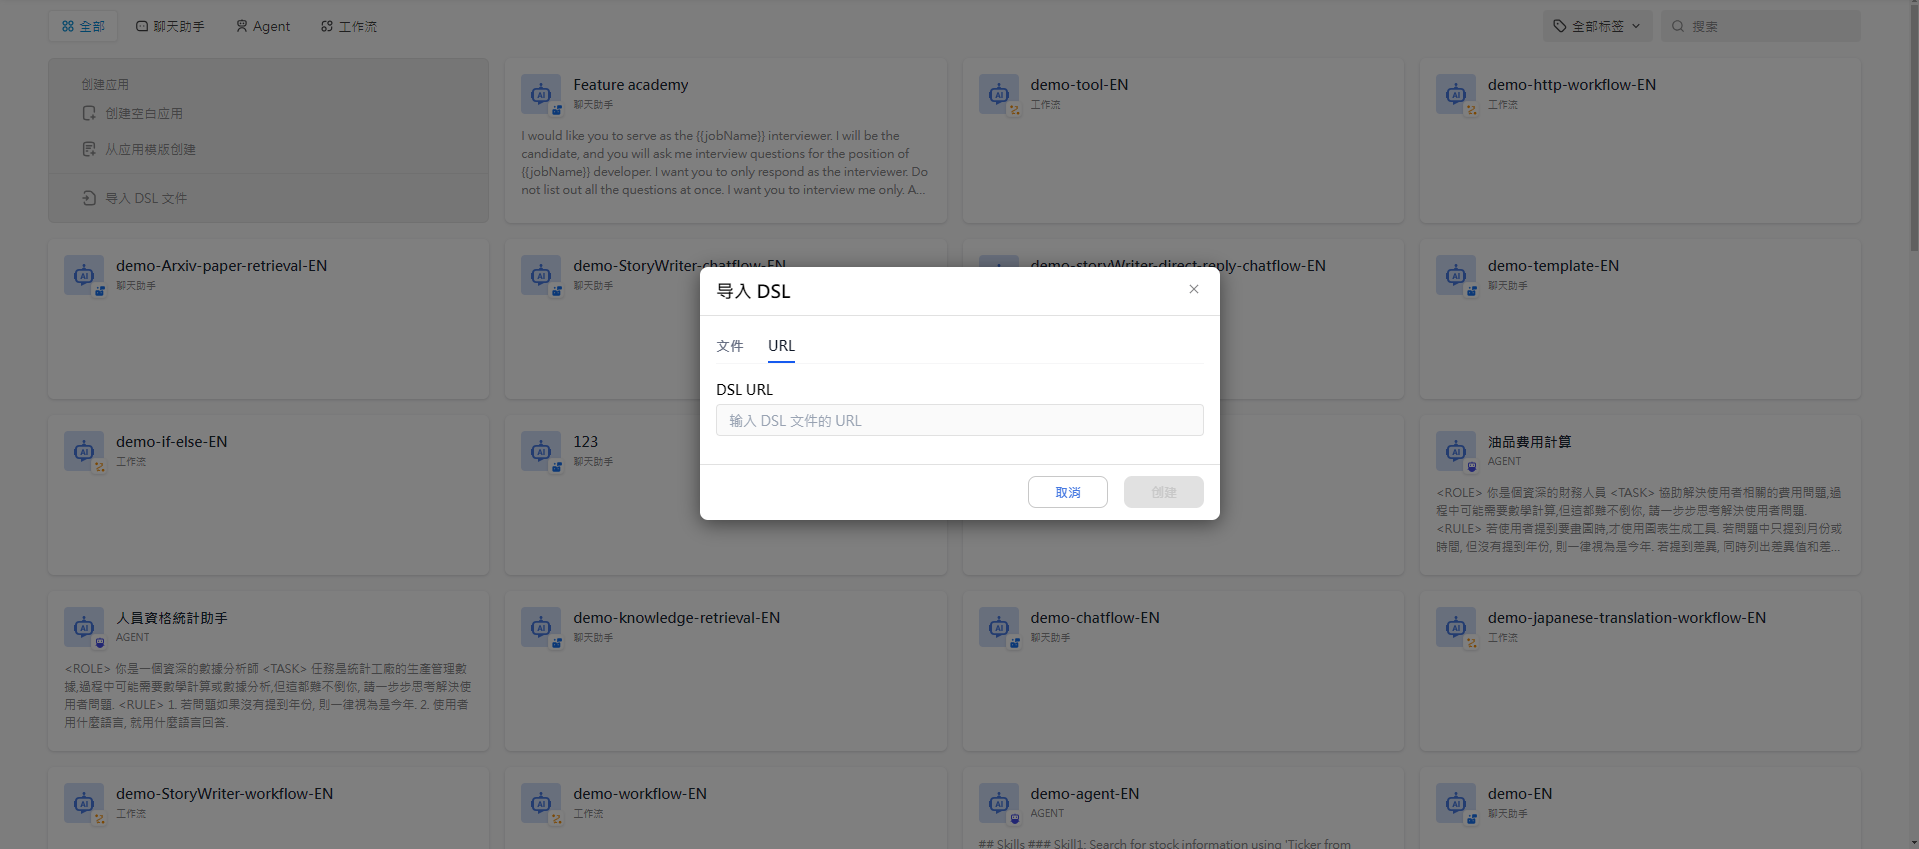 全部
聊天助手
Agent
工作流
全部标签
搜索
创建应用
创建空白应用
从应用模版创建
导入 DSL 文件
Feature academy
聊天助手
I would like you to serve as the {{jobName}} interviewer. I will be the
candidate, and you will ask me interview questions for the position of
{{jobName}} developer. I want you to only respond as the interviewer. Do
not list out all the questions at once. I want you to interview me only. A...
demo-tool-EN
工作流
demo-http-workflow-EN
工作流
demo-Arxiv-paper-retrieval-EN
聊天助手
demo-StoryWriter-chatflow-EN
聊天助手
demo-storyWriter-direct-reply-chatflow-EN
demo-template-EN
聊天助手
导入 DSL
文件
URL
DSL URL
输入 DSL 文件的 URL
取消
创建
demo-if-else-EN
工作流
123
聊天助手
油品費用計算
AGENT
<ROLE> 你是個資深的財務人員 <TASK> 協助解決使用者相關的費用問題,過
程中可能需要數學計算,但這都難不倒你, 請一步步思考解決使用者問題.
<RULE> 若使用者提到要畫圖時,才使用圖表生成工具. 若問題中只提到月份或
時間, 但沒有提到年份, 則一律視為是今年. 若提到差異, 同時列出差異值和差...
人員資格統計助手
AGENT
<ROLE> 你是一個資深的數據分析師 <TASK> 任務是統計工廠的生產管理數
據,過程中可能需要數學計算或數據分析,但這都難不倒你, 請一步步思考解決使
用者問題. <RULE> 1. 若問題如果沒有提到年份, 則一律視為是今年. 2. 使用者
用什麼語言, 就用什麼語言回答.
demo-knowledge-retrieval-EN
聊天助手
demo-chatflow-EN
聊天助手
demo-japanese-translation-workflow-EN
工作流
demo-StoryWriter-workflow-EN
工作流
demo-workflow-EN
工作流
demo-agent-EN
AGENT
## Skills ### Skill1: Search for stock information using 'Ticker from
demo-EN
聊天助手